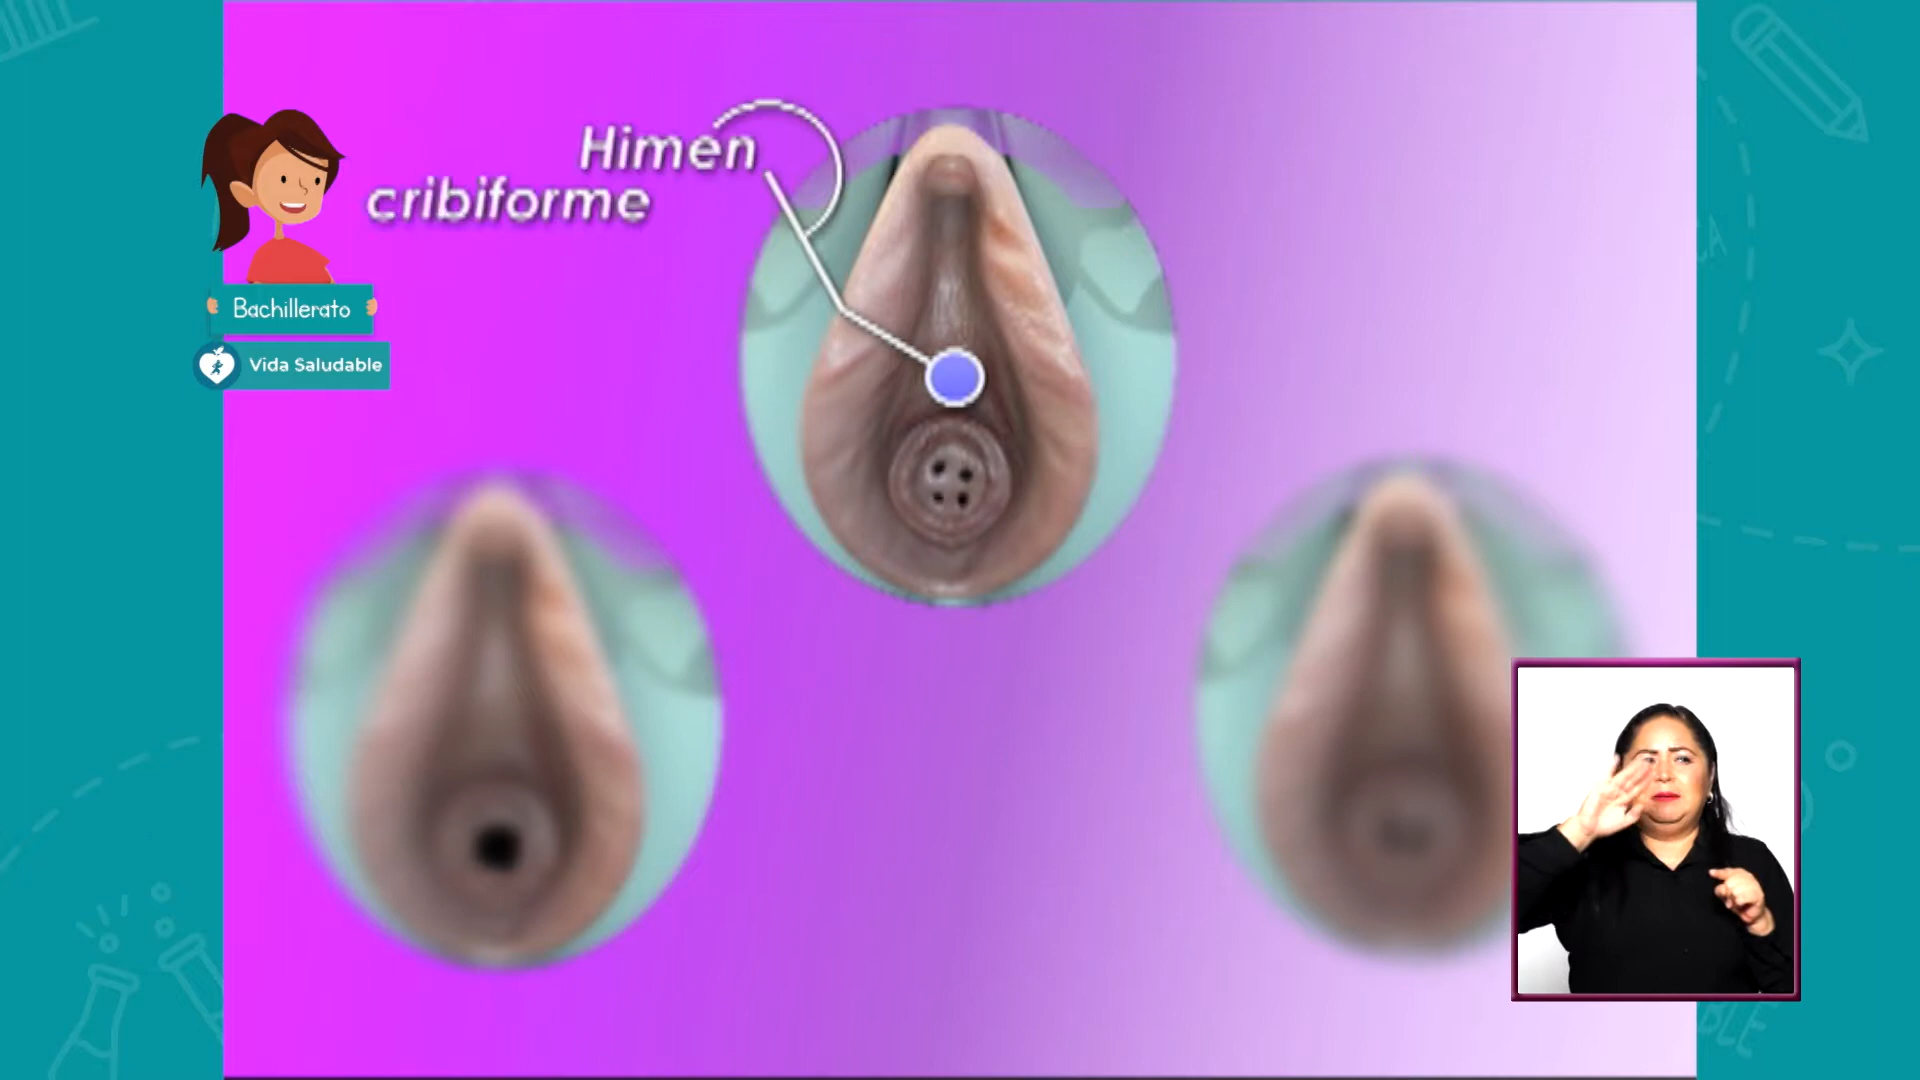 Himen
cribiforme
Bachillerato
Vida Saludable